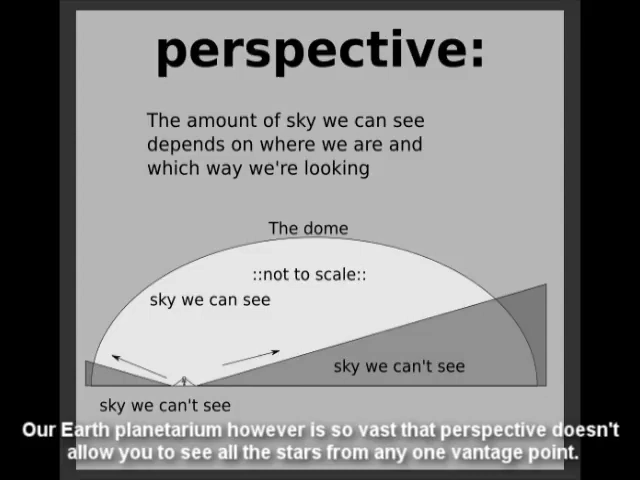 perspective:
The amount of sky we can see
depends on where we are and
which way we're looking
The dome
::not to scale::
sky we can see
sky we can't see
sky we can't see
Our Earth planetarium however is so vast that perspective doesn't
allow you to see all the stars from any one vantage point.